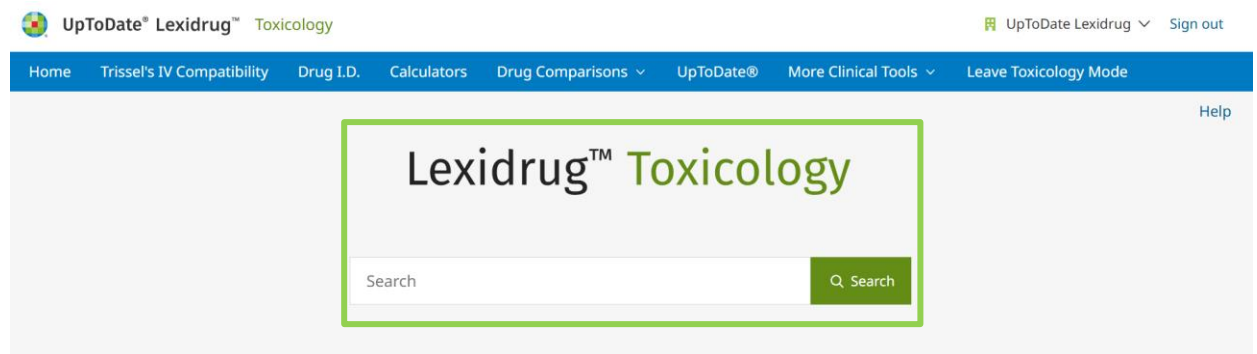 UpToDate® Lexidrug™ Toxicology
UpToDate Lexidrug Sign out
Home Trissel's IV Compatibility Drug I.D. Calculators Drug Comparisons UpToDate® More Clinical Tools Leave Toxicology Mode
Help
Lexidrug™ Toxicology
Search Search